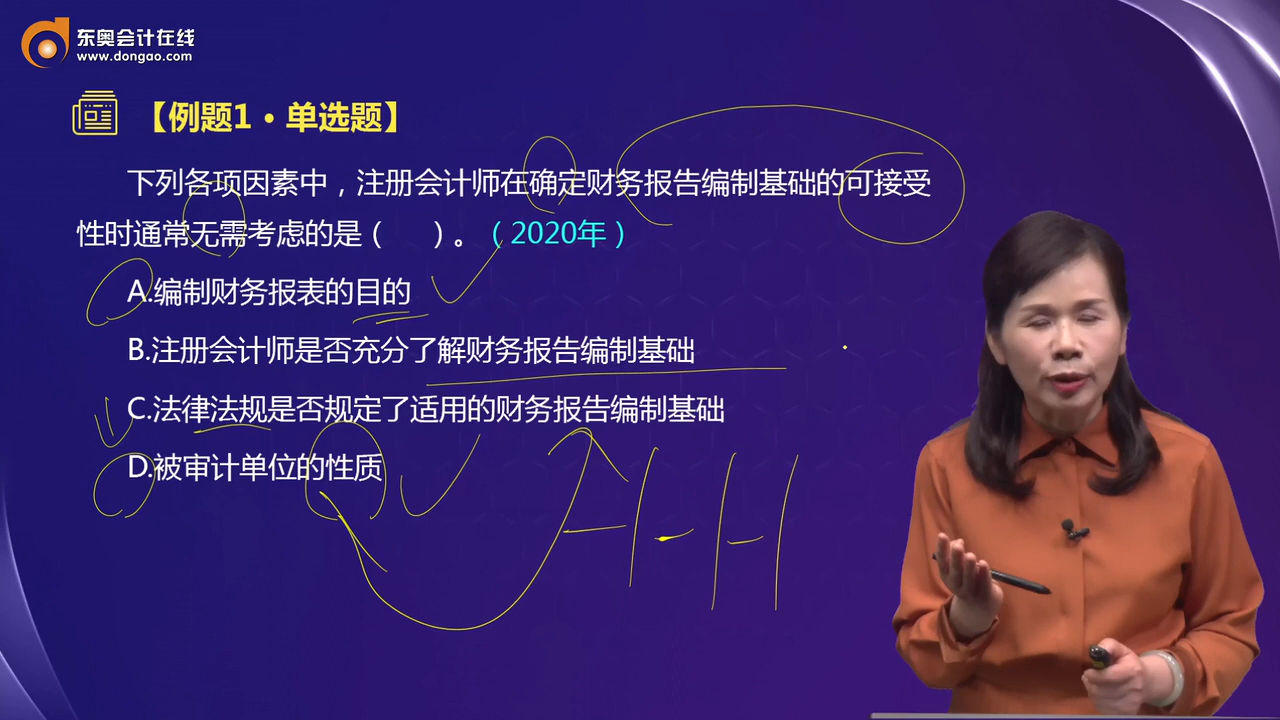 东奥会计在线
www.dongao.com
【例题1·单选题】
下列各项因素中，注册会计师在确定财务报告编制基础的可接受
性时通常无需考虑的是（　　）。（2020年）
A.编制财务报表的目的
B.注册会计师是否充分了解财务报告编制基础
C.法律法规是否规定了适用的财务报告编制基础
D.被审计单位的性质